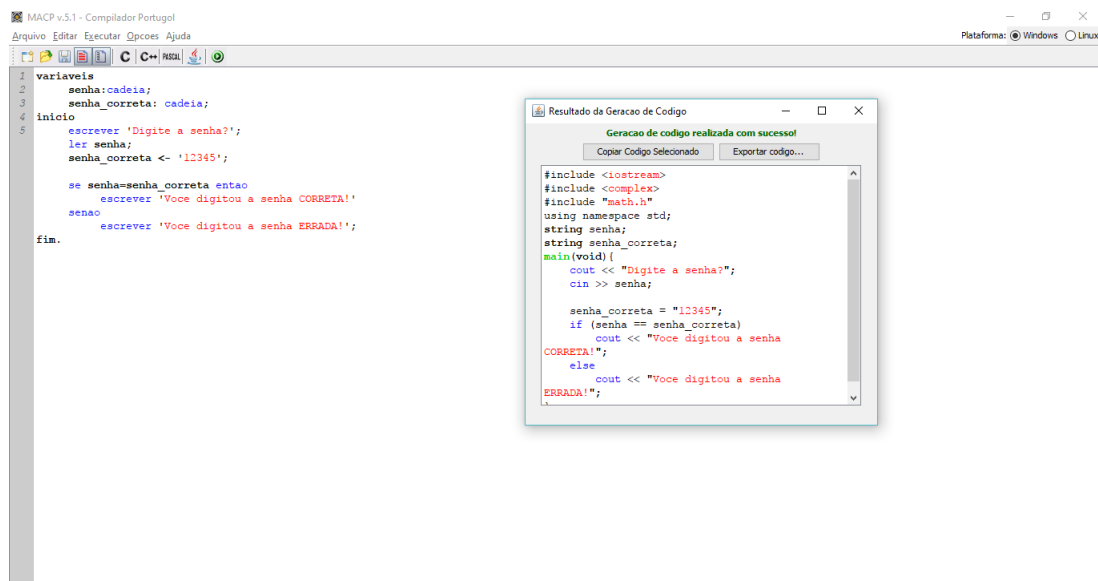 MACP v.5.1 - Compilador Portugol
Arquivo Editar Executar Opcoes Ajuda
Plataforma: Windows Linux
C C++ PASCAL
1 variaveis
2 senha:cadeia;
3 senha_correta: cadeia;
4 inicio
5 escrever 'Digite a senha?';
ler senha;
senha_correta <- '12345';
se senha=senha_correta entao
escrever 'Voce digitou a senha CORRETA!'
senao
escrever 'Voce digitou a senha ERRADA!';
fim.
Resultado da Geracao de Codigo
Geracao de codigo realizada com sucesso!
Copiar Codigo Selecionado Exportar codigo...
#include <iostream>
#include <complex>
#include "math.h"
using namespace std;
string senha;
string senha_correta;
main(void){
cout << "Digite a senha?";
cin >> senha;
senha_correta = "12345";
if (senha == senha_correta)
cout << "Voce digitou a senha
CORRETA!";
else
cout << "Voce digitou a senha
ERRADA!";